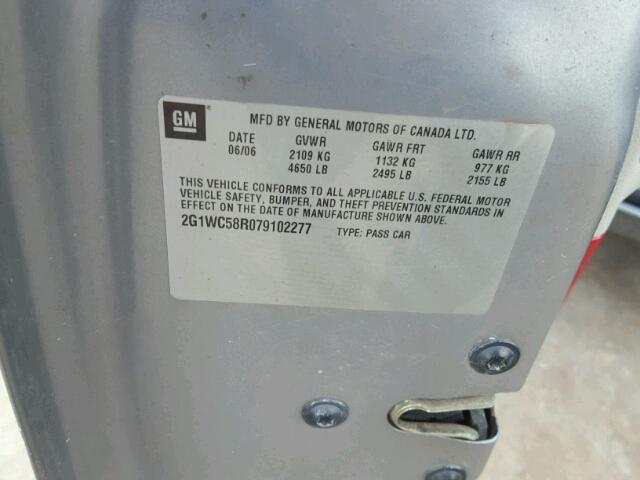 GM MFD BY GENERAL MOTORS OF CANADA LTD.
DATE GVWR GAWR FRT GAWR RR
06/06 2109 KG 1132 KG 977 KG
4650 LB 2495 LB 2155 LB
THIS VEHICLE CONFORMS TO ALL APPLICABLE U.S. FEDERAL MOTOR
VEHICLE SAFETY, BUMPER, AND THEFT PREVENTION STANDARDS IN
EFFECT ON THE DATE OF MANUFACTURE SHOWN ABOVE.
2G1WC58R079102277 TYPE: PASS CAR